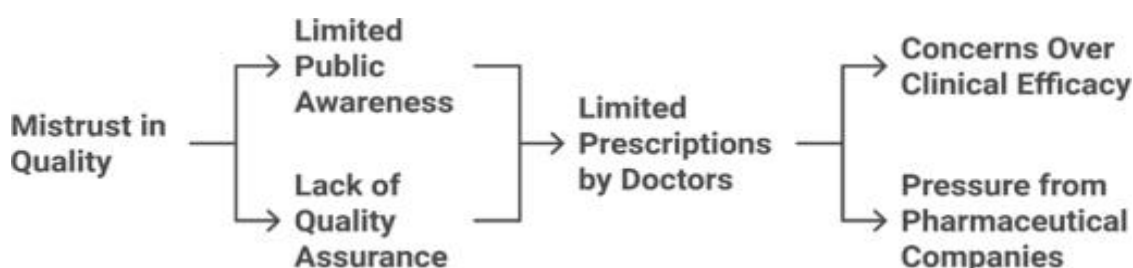 Mistrust in
Quality
Limited
Public
Awareness
Lack of
Quality
Assurance
Limited
Prescriptions
by Doctors
Concerns Over
Clinical Efficacy
Pressure from
Pharmaceutical
Companies